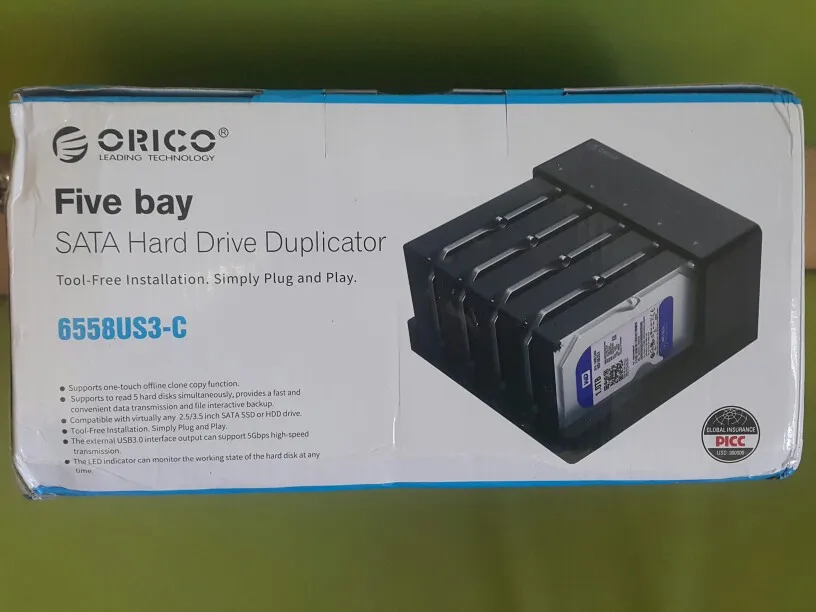 ORICO®
LEADING TECHNOLOGY
Five bay
SATA Hard Drive Duplicator
Tool-Free Installation. Simply Plug and Play.
6558US3-C
● Supports one-touch offline clone copy function.
● Supports to read 5 hard disks simultaneously, provides a fast and
convenient data transmission and file interactive backup.
● Compatible with virtually any 2.5/3.5 inch SATA SSD or HDD drive.
● Tool-Free Installation. Simply Plug and Play.
● The external USB3.0 interface output can support 5Gbps high-speed
transmission.
● The LED indicator can monitor the working state of the hard disk at any
time.
WD
1.0TB
GLOBAL INSURANCE
PICC